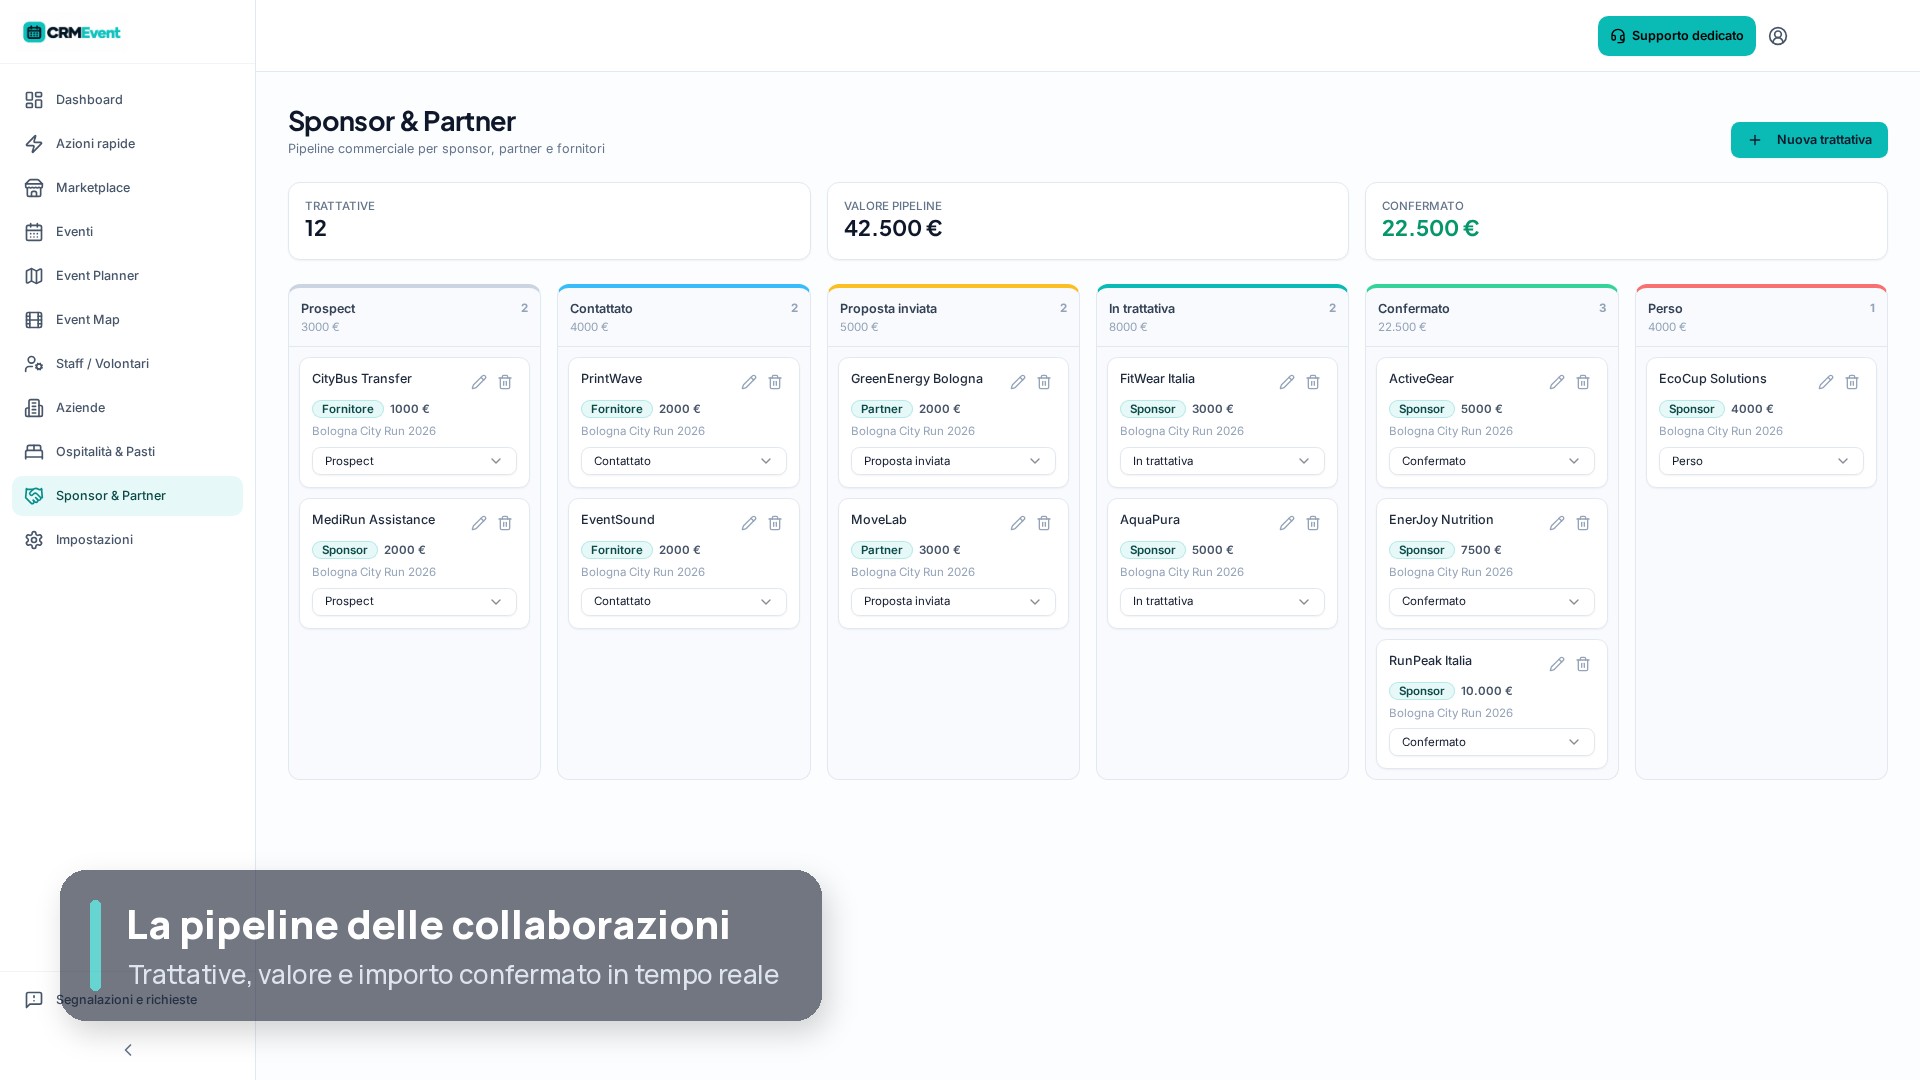 CRMEvent
Supporto dedicato
Dashboard
Azioni rapide
Marketplace
Eventi
Event Planner
Event Map
Staff / Volontari
Aziende
Ospitalità & Pasti
Sponsor & Partner
Impostazioni
Segnalazioni e richieste
Sponsor & Partner
Pipeline commerciale per sponsor, partner e fornitori
Nuova trattativa
TRATTATIVE
12
VALORE PIPELINE
42.500 €
CONFERMATO
22.500 €
Prospect 2
3000 €
CityBus Transfer
Fornitore 1000 €
Bologna City Run 2026
Prospect
MediRun Assistance
Sponsor 2000 €
Bologna City Run 2026
Prospect
Contattato 2
4000 €
PrintWave
Fornitore 2000 €
Bologna City Run 2026
Contattato
EventSound
Fornitore 2000 €
Bologna City Run 2026
Contattato
Proposta inviata 2
5000 €
GreenEnergy Bologna
Partner 2000 €
Bologna City Run 2026
Proposta inviata
MoveLab
Partner 3000 €
Bologna City Run 2026
Proposta inviata
In trattativa 2
8000 €
FitWear Italia
Sponsor 3000 €
Bologna City Run 2026
In trattativa
AquaPura
Sponsor 5000 €
Bologna City Run 2026
In trattativa
Confermato 3
22.500 €
ActiveGear
Sponsor 5000 €
Bologna City Run 2026
Confermato
EnerJoy Nutrition
Sponsor 7500 €
Bologna City Run 2026
Confermato
RunPeak Italia
Sponsor 10.000 €
Bologna City Run 2026
Confermato
Perso 1
4000 €
EcoCup Solutions
Sponsor 4000 €
Bologna City Run 2026
Perso
La pipeline delle collaborazioni
Trattative, valore e importo confermato in tempo reale